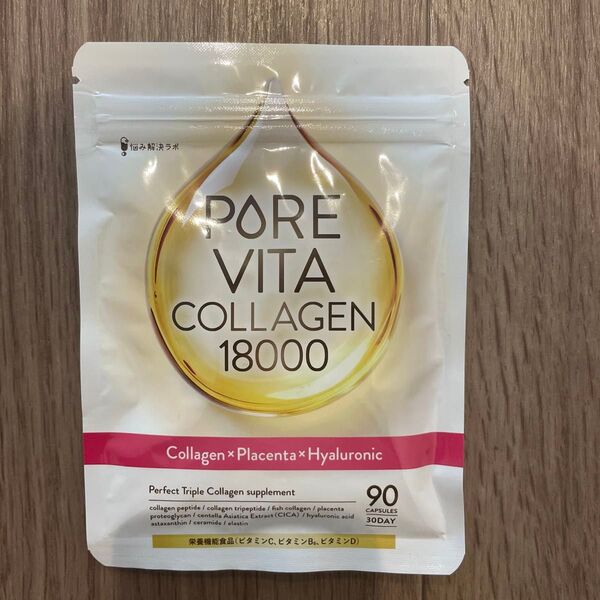 悩み解決ラボ
PORE
VITA
COLLAGEN
18000
Collagen×Placenta×Hyaluronic
Perfect Triple Collagen supplement
collagen peptide / collagen tripeptide / fish collagen / placenta
proteoglycan / centella Asiatica Extract (CICA) / hyaluronic acid
astaxanthin / ceramide / elastin
90
CAPSULES
30DAY
栄養機能食品(ビタミンC、ビタミンB₆、ビタミンD)